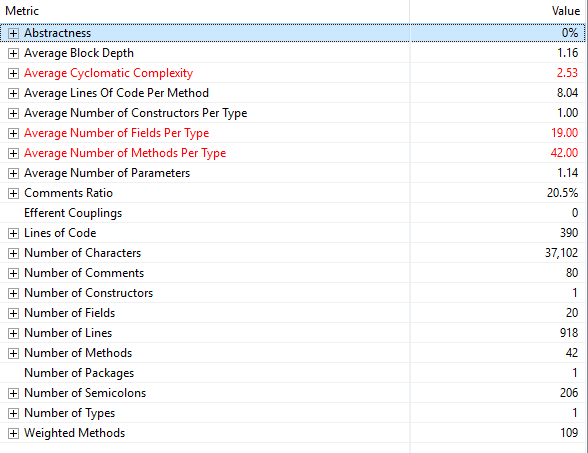 Metric Value
Abstractness 0%
Average Block Depth 1.16
Average Cyclomatic Complexity 2.53
Average Lines Of Code Per Method 8.04
Average Number of Constructors Per Type 1.00
Average Number of Fields Per Type 19.00
Average Number of Methods Per Type 42.00
Average Number of Parameters 1.14
Comments Ratio 20.5%
Efferent Couplings 0
Lines of Code 390
Number of Characters 37,102
Number of Comments 80
Number of Constructors 1
Number of Fields 20
Number of Lines 918
Number of Methods 42
Number of Packages 1
Number of Semicolons 206
Number of Types 1
Weighted Methods 109